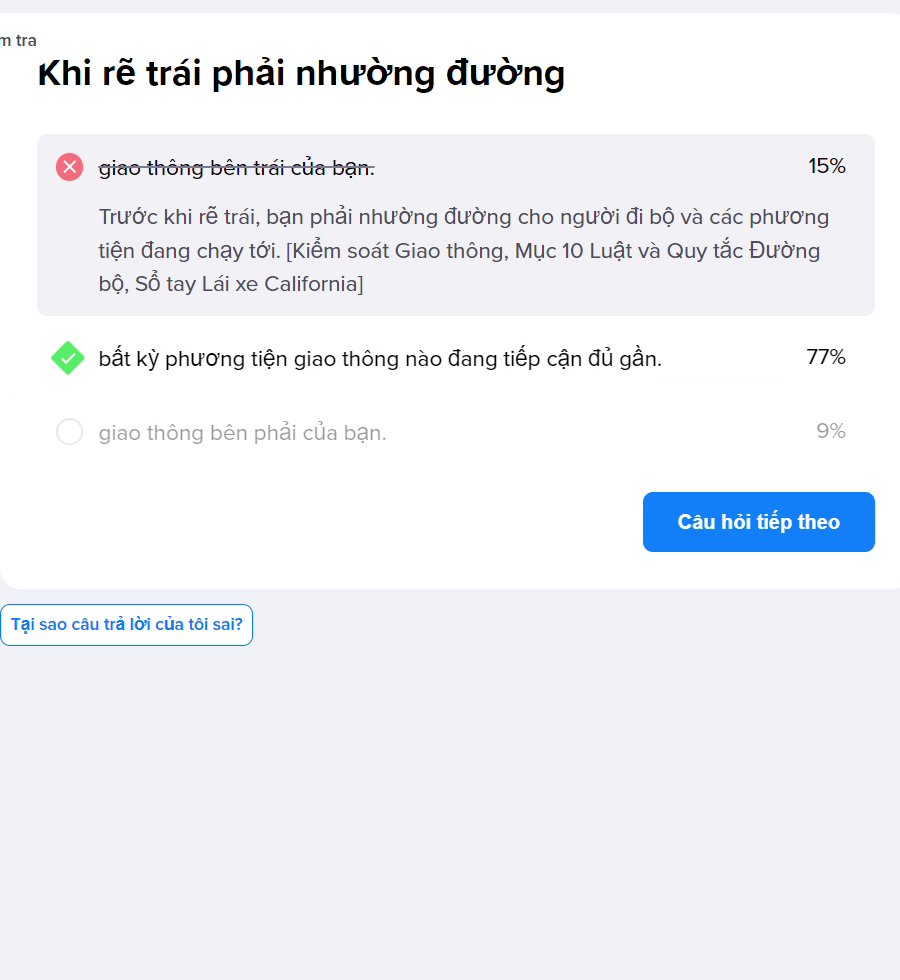 m tra
Khi rẽ trái phải nhường đường
giao thông bên trái của bạn. 15%
Trước khi rẽ trái, bạn phải nhường đường cho người đi bộ và các phương
tiện đang chạy tới. [Kiểm soát Giao thông, Mục 10 Luật và Quy tắc Đường
bộ, Sổ tay Lái xe California]
bất kỳ phương tiện giao thông nào đang tiếp cận đủ gần. 77%
giao thông bên phải của bạn. 9%
Câu hỏi tiếp theo
Tại sao câu trả lời của tôi sai?